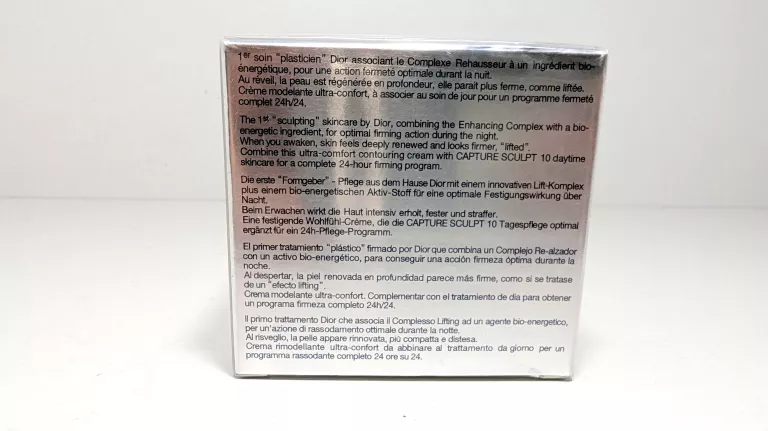 1er soin "plasticien" Dior associant le Complexe Rehausseur à un ingrédient bio-
énergétique, pour une action fermeté optimale durant la nuit.
Au réveil, la peau est régénérée en profondeur, elle parait plus ferme, comme liftée.
Crème modelante ultra-confort, à associer au soin de jour pour un programme fermeté
complet 24h/24.
The 1st "sculpting" skincare by Dior, combining the Enhancing Complex with a bio-
energetic ingredient, for optimal firming action during the night.
When you awaken, skin feels deeply renewed and looks firmer, "lifted".
Combine this ultra-comfort contouring cream with CAPTURE SCULPT 10 daytime
skincare for a complete 24-hour firming program.
Die erste "Formgeber" - Pflege aus dem Hause Dior mit einem innovativen Lift-Komplex
plus einem bio-energetischen Aktiv-Stoff für eine optimale Festigungswirkung über
Nacht.
Beim Erwachen wirkt die Haut intensiv erholt, fester und straffer.
Eine festigende Wohlfühl-Crème, die die CAPTURE SCULPT 10 Tagespflege optimal
ergänzt für ein 24h-Pflege-Programm.
El primer tratamiento "plástico" firmado por Dior que combina un Complejo Re-alzador
con un activo bio-energético, para conseguir una acción firmeza óptima durante la
noche.
Al despertar, la piel renovada en profundidad parece más firme, como si se tratase
de un "efecto lifting".
Crema modelante ultra-confort. Complementar con el tratamiento de dia para obtener
un programa firmeza completo 24h/24.
Il primo trattamento Dior che associa il Complesso Lifting ad un agente bio-energetico,
per un'azione di rassodamento ottimale durante la notte.
Al risveglio, la pelle appare rinnovata, più compatta e distesa.
Crema rimodellante ultra-confort da abbinare al trattamento da giorno per un
programma rassodante completo 24 ore su 24.